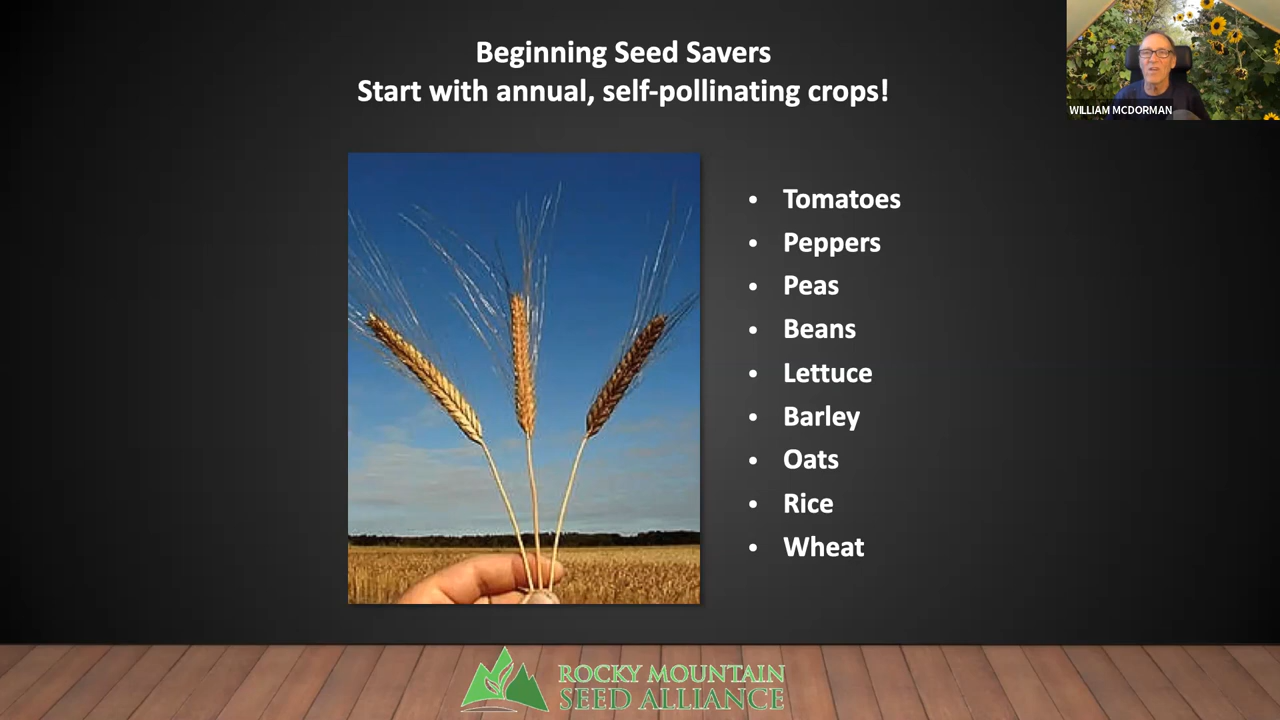 Beginning Seed Savers
Start with annual, self-pollinating crops!
WILLIAM MCDORMAN
• Tomatoes
• Peppers
• Peas
• Beans
• Lettuce
• Barley
• Oats
• Rice
• Wheat
ROCKY MOUNTAIN
SEED ALLIANCE